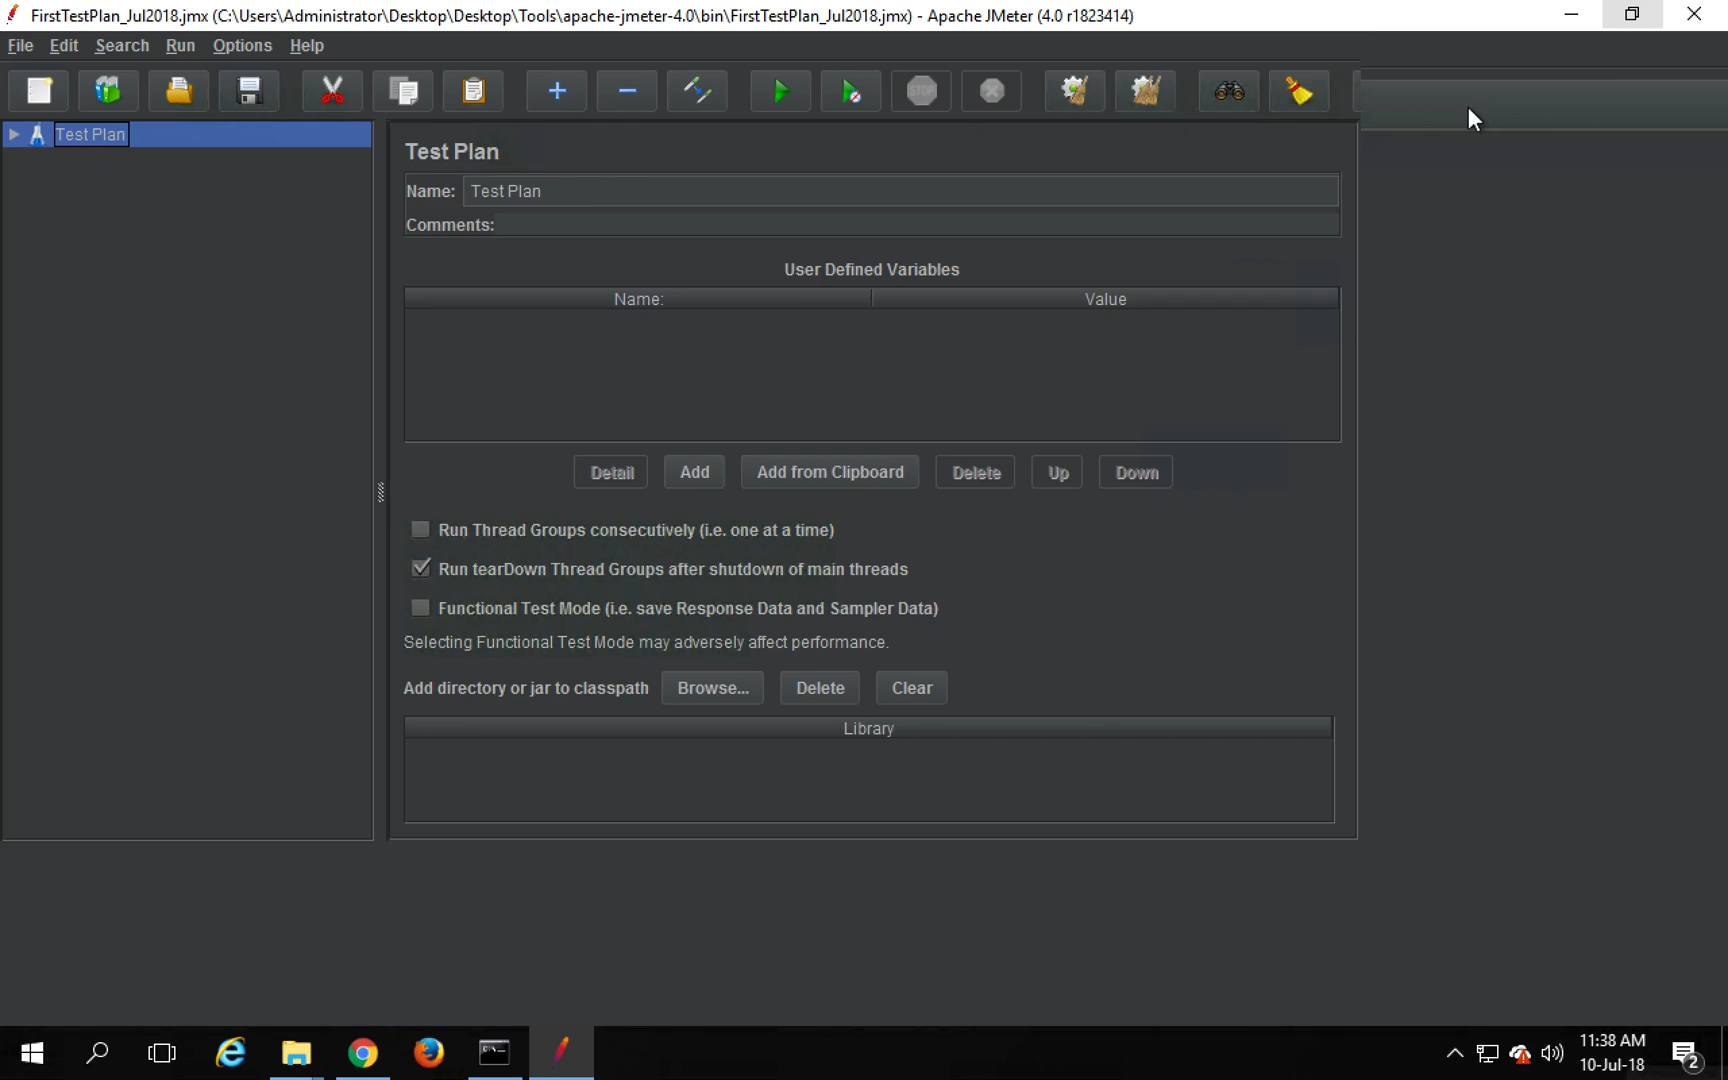 FirstTestPlan_Jul2018.jmx (C:\Users\Administrator\Desktop\Desktop\Tools\apache-jmeter-4.0\bin\FirstTestPlan_Jul2018.jmx) - Apache JMeter (4.0 r1823414)
File Edit Search Run Options Help
STOP
Test Plan
Test Plan
Name: Test Plan
Comments:
User Defined Variables
Name: Value
Detail Add Add from Clipboard Delete Up Down
Run Thread Groups consecutively (i.e. one at a time)
Run tearDown Thread Groups after shutdown of main threads
Functional Test Mode (i.e. save Response Data and Sampler Data)
Selecting Functional Test Mode may adversely affect performance.
Add directory or jar to classpath Browse... Delete Clear
Library
11:38 AM
10-Jul-18
2